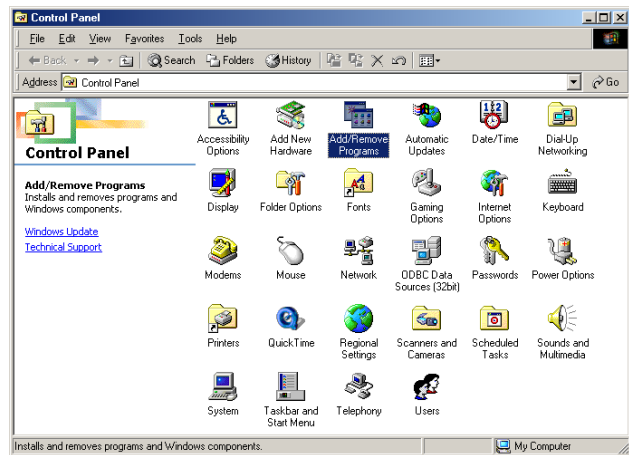 Control Panel
File Edit View Favorites Tools Help
Back Search Folders History
Address Control Panel Go
Control Panel
Add/Remove Programs
Installs and removes programs and
Windows components.
Windows Update
Technical Support
Accessibility
Options
Add New
Hardware
Add/Remove
Programs
Automatic
Updates
12
Date/Time
Dial-Up
Networking
Display
Folder Options
Fonts
Gaming
Options
Internet
Options
Keyboard
Modems
Mouse
Network
ODBC Data
Sources (32bit)
Passwords
Power Options
Printers
QuickTime
Regional
Settings
Scanners and
Cameras
Scheduled
Tasks
Sounds and
Multimedia
System
Taskbar and
Start Menu
Telephony
Users
Installs and removes programs and Windows components. My Computer